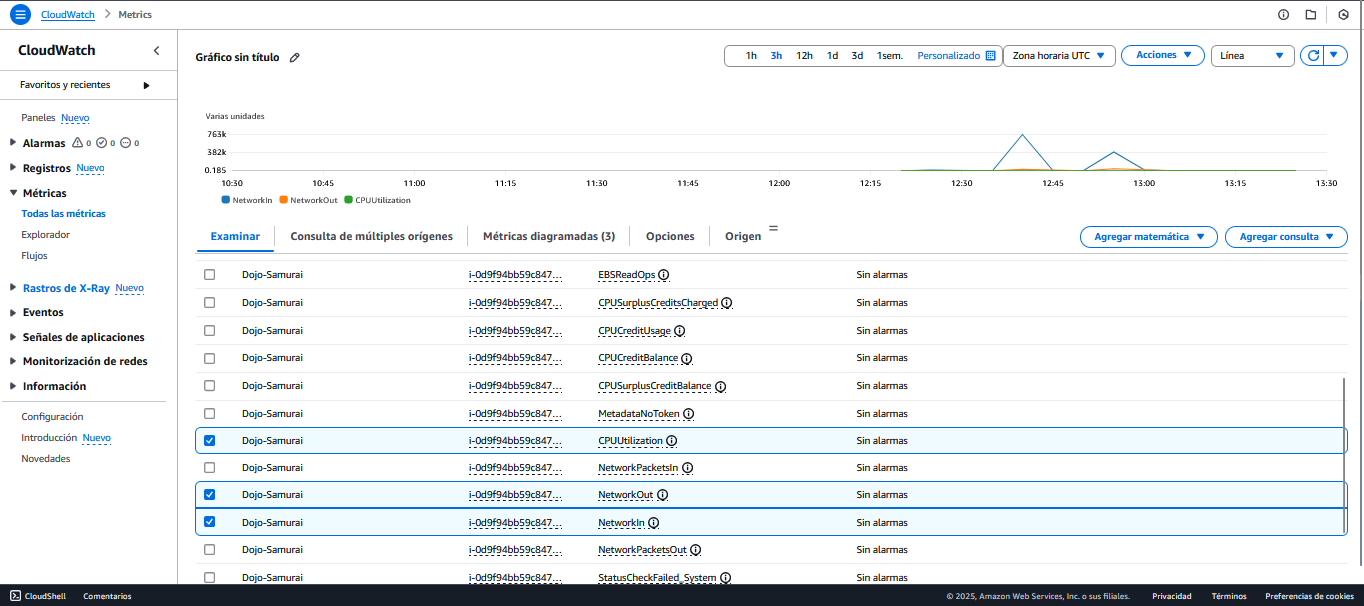 CloudWatch > Metrics
CloudWatch
Favoritos y recientes
Paneles Nuevo
Alarmas 0 0 0
Registros Nuevo
Métricas
Todas las métricas
Explorador
Flujos
Rastros de X-Ray Nuevo
Eventos
Señales de aplicaciones
Monitorización de redes
Información
Configuración
Introducción Nuevo
Novedades
Gráfico sin título
1h 3h 12h 1d 3d 1sem. Personalizado Zona horaria UTC Acciones Línea
Varias unidades
763k
382k
0.185
10:30 10:45 11:00 11:15 11:30 11:45 12:00 12:15 12:30 12:45 13:00 13:15 13:30
NetworkIn NetworkOut CPUUtilization
Examinar Consulta de múltiples orígenes Métricas diagramadas (3) Opciones Origen Agregar matemática Agregar consulta
Dojo-Samurai i-0d9f94bb59c847... EBSReadOps Sin alarmas
Dojo-Samurai i-0d9f94bb59c847... CPUSurplusCreditsCharged Sin alarmas
Dojo-Samurai i-0d9f94bb59c847... CPUCreditUsage Sin alarmas
Dojo-Samurai i-0d9f94bb59c847... CPUCreditBalance Sin alarmas
Dojo-Samurai i-0d9f94bb59c847... CPUSurplusCreditBalance Sin alarmas
Dojo-Samurai i-0d9f94bb59c847... MetadataNoToken Sin alarmas
Dojo-Samurai i-0d9f94bb59c847... CPUUtilization Sin alarmas
Dojo-Samurai i-0d9f94bb59c847... NetworkPacketsIn Sin alarmas
Dojo-Samurai i-0d9f94bb59c847... NetworkOut Sin alarmas
Dojo-Samurai i-0d9f94bb59c847... NetworkIn Sin alarmas
Dojo-Samurai i-0d9f94bb59c847... NetworkPacketsOut Sin alarmas
Dojo-Samurai i-0d9f94bb59c847... StatusCheckFailed_System Sin alarmas
CloudShell Comentarios © 2025, Amazon Web Services, Inc. o sus filiales. Privacidad Términos Preferencias de cookies